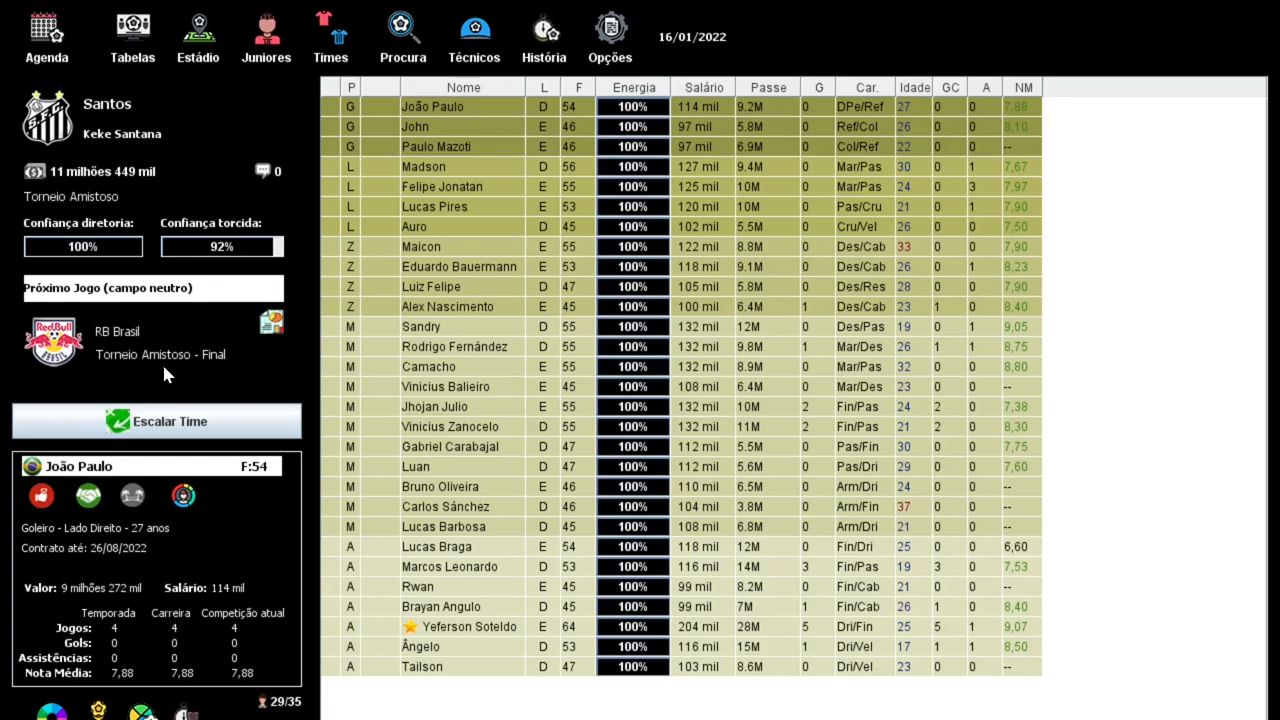 Agenda Tabelas Estádio Juniores Times Procura Técnicos História Opções 16/01/2022
Santos
Keke Santana
11 milhões 449 mil 0
Torneio Amistoso
Confiança diretoria: Confiança torcida:
100% 92%
Próximo Jogo (campo neutro)
RB Brasil
Torneio Amistoso - Final
Escalar Time
João Paulo F:54
Goleiro - Lado Direito - 27 anos
Contrato até: 26/08/2022
Valor: 9 milhões 272 mil Salário: 114 mil
Temporada Carreira Competição atual
Jogos: 4 4 4
Gols: 0 0 0
Assistências: 0 0 0
Nota Média: 7,88 7,88 7,88
29/35
P Nome L F Energia Salário Passe G Car. Idade GC A NM
G João Paulo D 54 100% 114 mil 9.2M 0 DPe/Ref 27 0 0 7,88
G John E 46 100% 97 mil 5.8M 0 Ref/Col 26 0 0 8,10
G Paulo Mazoti E 46 100% 97 mil 6.9M 0 Col/Ref 22 0 0 --
L Madson D 56 100% 127 mil 9.4M 0 Mar/Pas 30 0 1 7,67
L Felipe Jonatan E 55 100% 125 mil 10M 0 Mar/Pas 24 0 3 7,97
L Lucas Pires E 53 100% 120 mil 10M 0 Pas/Cru 21 0 1 7,90
L Auro D 45 100% 102 mil 5.5M 0 Cru/Vel 26 0 0 7,50
Z Maicon E 55 100% 122 mil 8.8M 0 Des/Cab 33 0 0 7,90
Z Eduardo Bauermann E 53 100% 118 mil 9.1M 0 Des/Cab 26 0 1 8,23
Z Luiz Felipe D 47 100% 105 mil 5.8M 0 Des/Res 28 0 0 7,90
Z Alex Nascimento E 45 100% 100 mil 6.4M 1 Des/Cab 23 1 0 8,40
M Sandry D 55 100% 132 mil 12M 0 Des/Pas 19 0 1 9,05
M Rodrigo Fernández D 55 100% 132 mil 9.8M 1 Mar/Des 26 1 1 8,75
M Camacho E 55 100% 132 mil 8.9M 0 Mar/Pas 32 0 0 8,80
M Vinicius Balieiro E 45 100% 108 mil 6.4M 0 Mar/Des 23 0 0 --
M Jhojan Julio E 55 100% 132 mil 10M 2 Fin/Pas 24 2 0 7,38
M Vinicius Zanocelo D 55 100% 132 mil 11M 2 Fin/Pas 21 2 0 8,30
M Gabriel Carabajal D 47 100% 112 mil 5.5M 0 Pas/Fin 30 0 0 7,75
M Luan D 47 100% 112 mil 5.6M 0 Pas/Dri 29 0 0 7,60
M Bruno Oliveira E 46 100% 110 mil 6.5M 0 Arm/Dri 24 0 0 --
M Carlos Sánchez D 46 100% 104 mil 3.8M 0 Arm/Fin 37 0 0 --
M Lucas Barbosa D 45 100% 108 mil 6.8M 0 Arm/Dri 21 0 0 --
A Lucas Braga E 54 100% 118 mil 12M 0 Fin/Dri 25 0 0 6,60
A Marcos Leonardo D 53 100% 116 mil 14M 3 Fin/Pas 19 3 0 7,53
A Rwan E 45 100% 99 mil 8.2M 0 Fin/Cab 21 0 0 --
A Brayan Angulo D 45 100% 99 mil 7M 1 Fin/Cab 26 1 0 8,40
A Yeferson Soteldo E 64 100% 204 mil 28M 5 Dri/Fin 25 5 1 9,07
A Ângelo D 53 100% 116 mil 15M 1 Dri/Vel 17 1 1 8,50
A Tailson D 47 100% 103 mil 8.6M 0 Dri/Vel 23 0 0 --